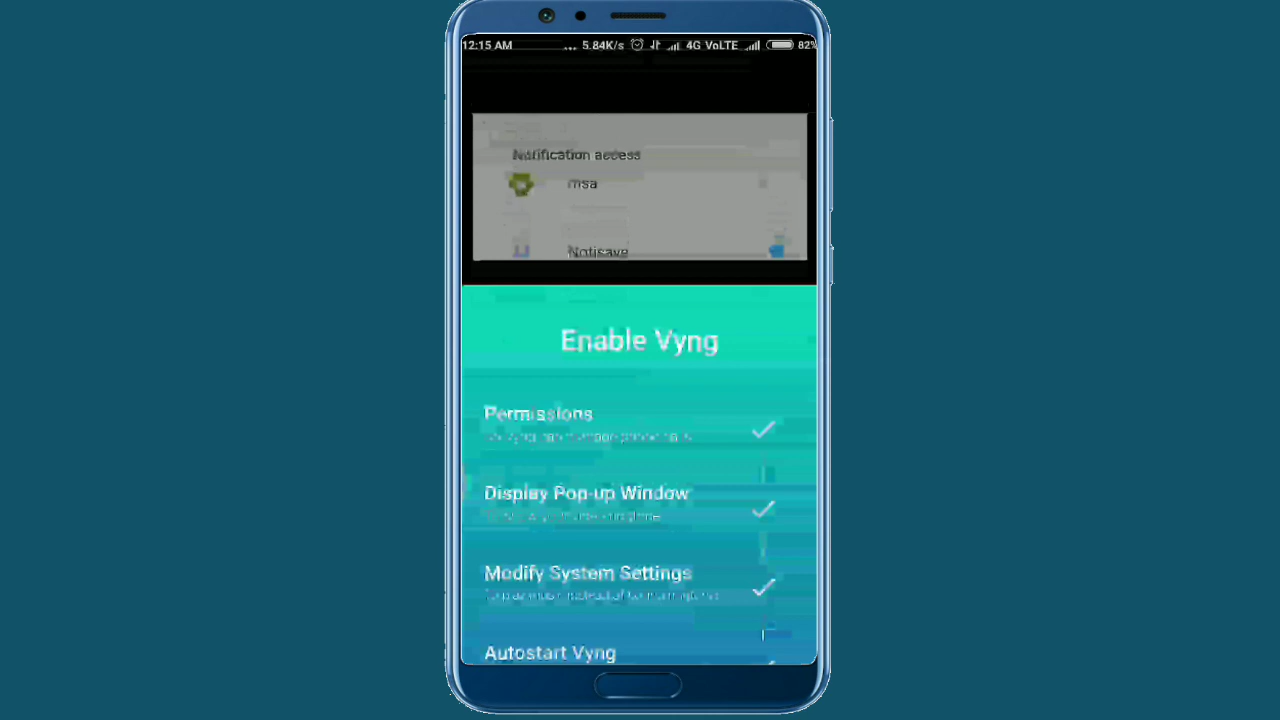 12:15 AM ... 5.84K/s 4G VoLTE 82%
Notification access
msa
Notisave
Enable Vyng
Permissions
Display Pop-up Window
Modify System Settings
Autostart Vyng